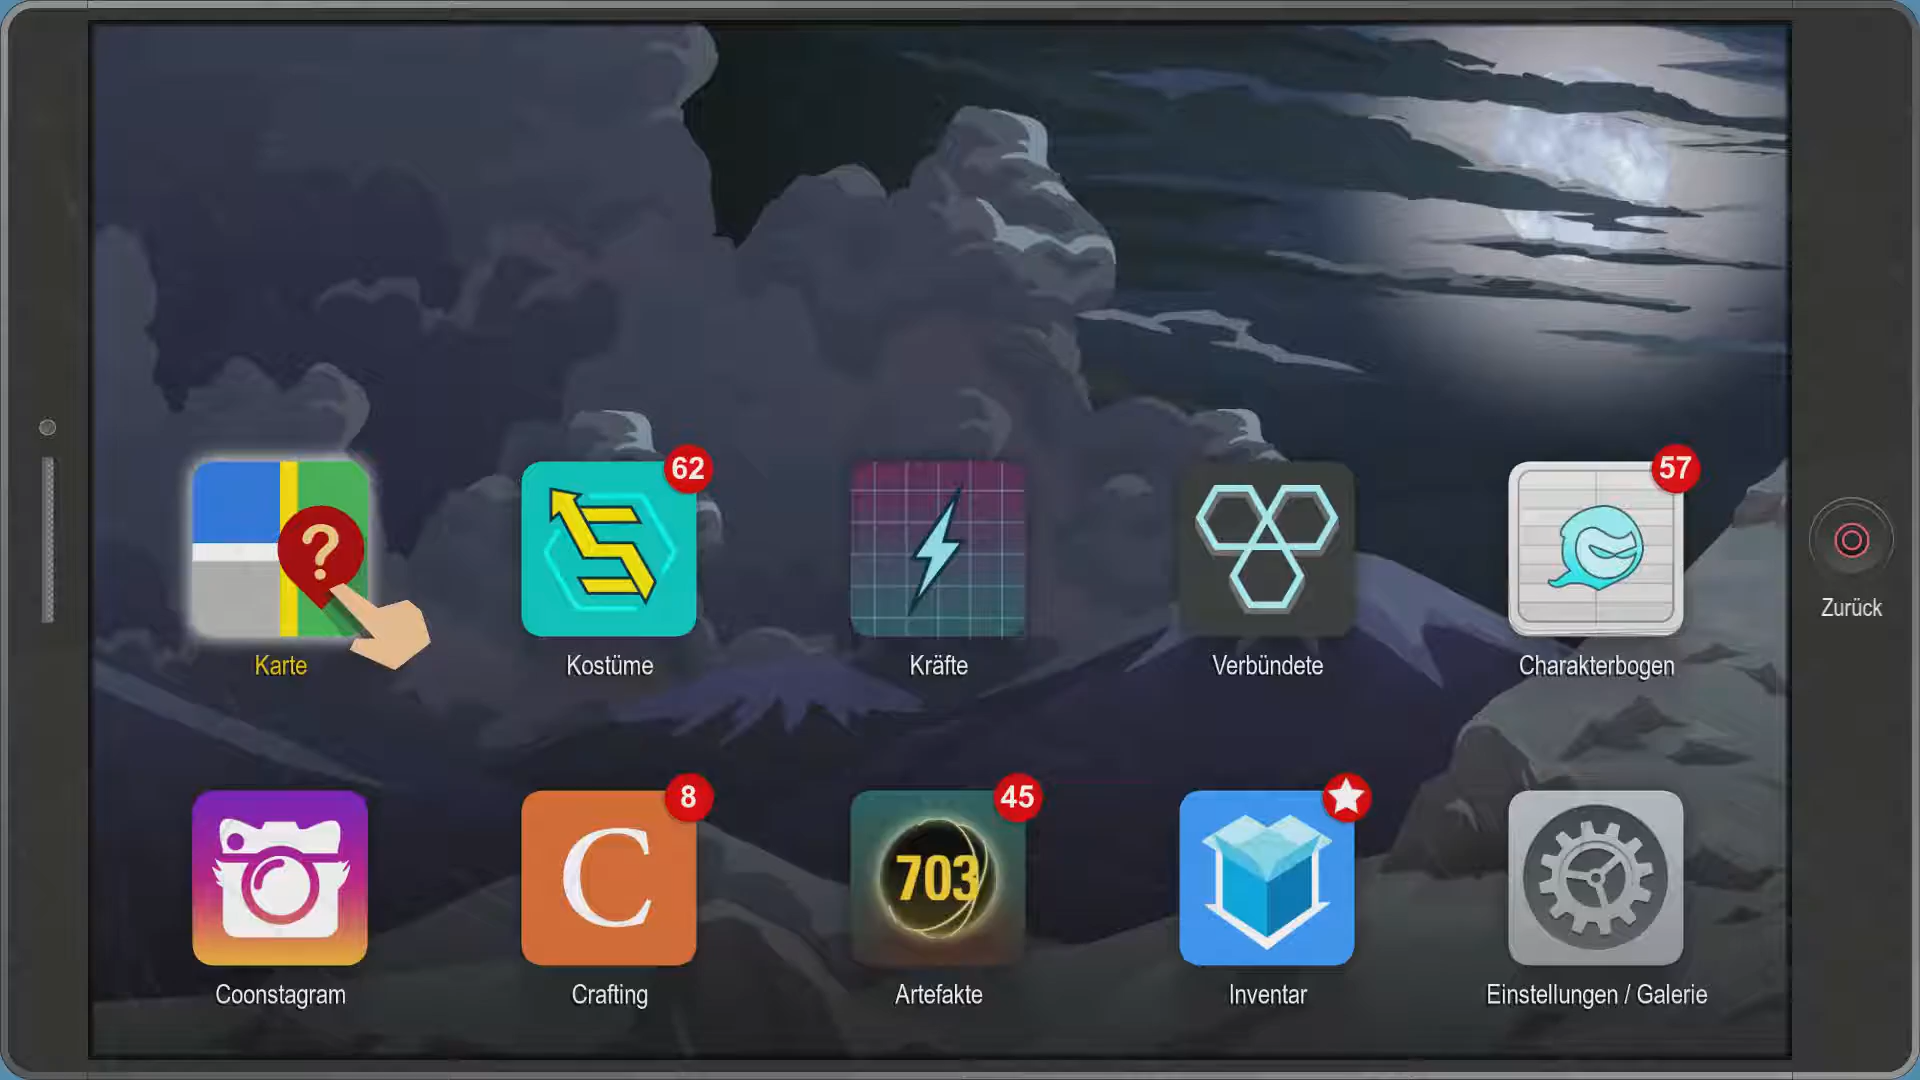 62
57
?
Karte
Kostüme
Kräfte
Verbündete
Charakterbogen
Zurück
8
45
C
703
Coonstagram
Crafting
Artefakte
Inventar
Einstellungen / Galerie